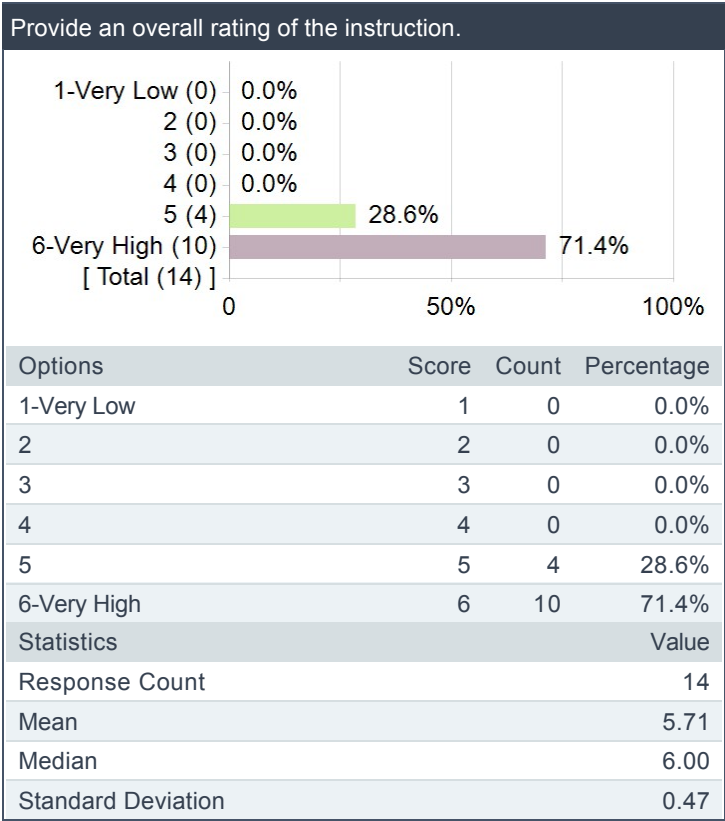 Provide an overall rating of the instruction.
1-Very Low (0) 0.0%
2 (0) 0.0%
3 (0) 0.0%
4 (0) 0.0%
5 (4) 28.6%
6-Very High (10) 71.4%
[ Total (14) ]
0 50% 100%
Options Score Count Percentage
1-Very Low 1 0 0.0%
2 2 0 0.0%
3 3 0 0.0%
4 4 0 0.0%
5 5 4 28.6%
6-Very High 6 10 71.4%
Statistics Value
Response Count 14
Mean 5.71
Median 6.00
Standard Deviation 0.47